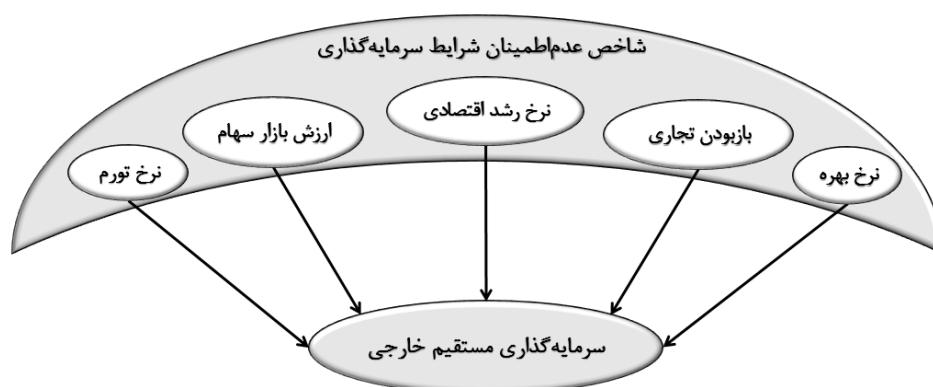 شاخص عدم‌اطمینان شرایط سرمایه‌گذاری
نرخ رشد اقتصادی
بازبودن تجاری
ارزش بازار سهام
نرخ بهره
نرخ تورم
سرمایه‌گذاری مستقیم خارجی